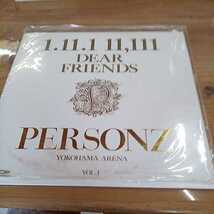 1.11.1 11,111
DEAR
FRIENDS
P
PERSONZ
YOKOHAMA ARENA
VOL.1